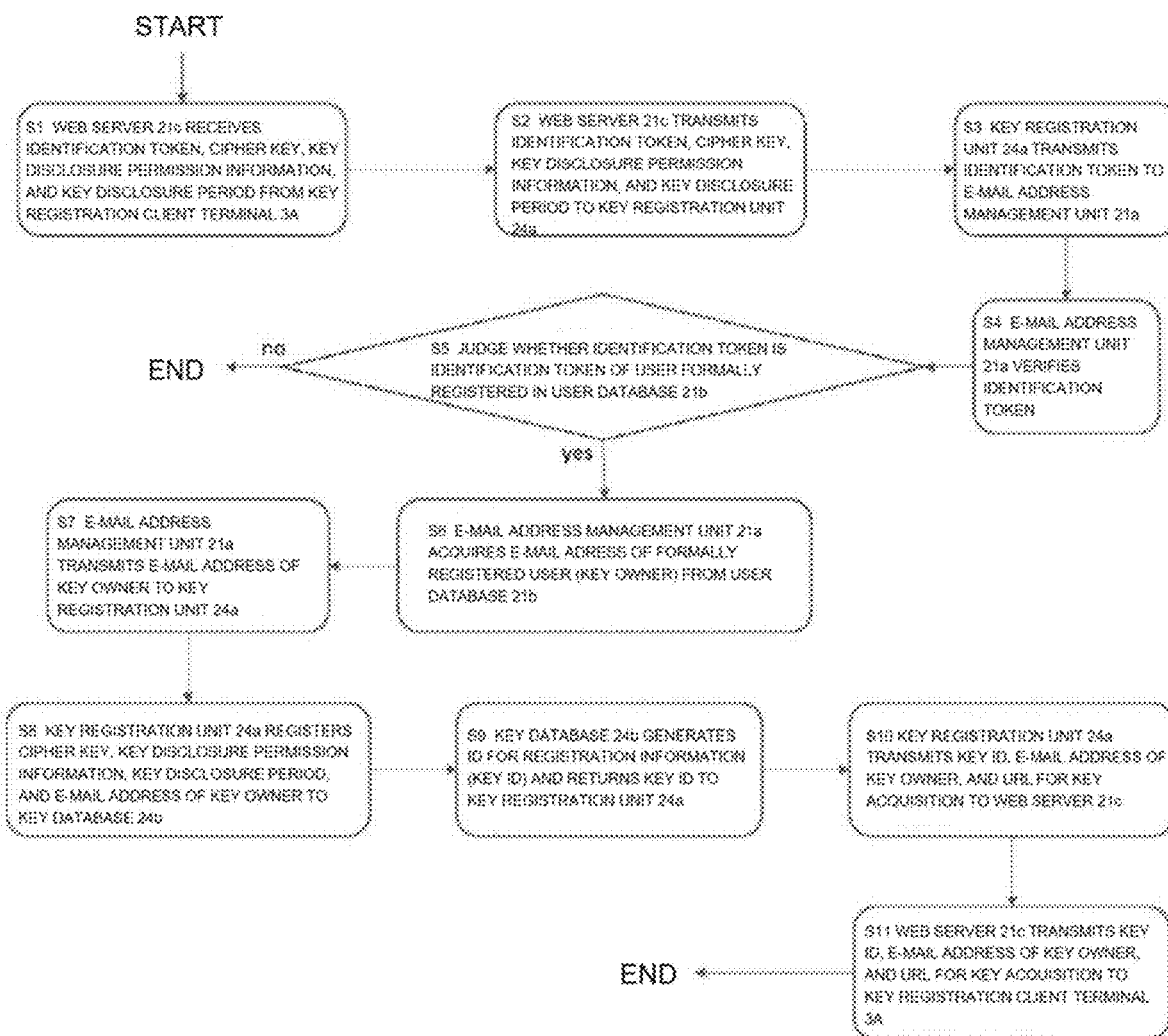 START
S1 WEB SERVER 21c RECEIVES
IDENTIFICATION TOKEN, CIPHER KEY, KEY
DISCLOSURE PERMISSION INFORMATION,
AND KEY DISCLOSURE PERIOD FROM KEY
REGISTRATION CLIENT TERMINAL 3A
S2 WEB SERVER 21c TRANSMITS
IDENTIFICATION TOKEN, CIPHER KEY,
KEY DISCLOSURE PERMISSION
INFORMATION, AND KEY DISCLOSURE
PERIOD TO KEY REGISTRATION UNIT
24a
S3 KEY REGISTRATION
UNIT 24a TRANSMITS
IDENTIFICATION TOKEN TO
E-MAIL ADDRESS
MANAGEMENT UNIT 21a
S4 E-MAIL ADDRESS
MANAGEMENT UNIT
21a VERIFIES
IDENTIFICATION
TOKEN
S5 JUDGE WHETHER IDENTIFICATION TOKEN IS
IDENTIFICATION TOKEN OF USER FORMALLY
REGISTERED IN USER DATABASE 21b
no
END
yes
S6 E-MAIL ADDRESS MANAGEMENT UNIT 21a
ACQUIRES E-MAIL ADRESS OF FORMALLY
REGISTERED USER (KEY OWNER) FROM USER
DATABASE 21b
S7 E-MAIL ADDRESS
MANAGEMENT UNIT 21a
TRANSMITS E-MAIL ADDRESS OF
KEY OWNER TO KEY
REGISTRATION UNIT 24a
S8 KEY REGISTRATION UNIT 24a REGISTERS
CIPHER KEY, KEY DISCLOSURE PERMISSION
INFORMATION, KEY DISCLOSURE PERIOD,
AND E-MAIL ADDRESS OF KEY OWNER TO
KEY DATABASE 24b
S9 KEY DATABASE 24b GENERATES
ID FOR REGISTRATION INFORMATION
(KEY ID) AND RETURNS KEY ID TO
KEY REGISTRATION UNIT 24a
S10 KEY REGISTRATION UNIT 24a
TRANSMITS KEY ID, E-MAIL ADDRESS OF
KEY OWNER, AND URL FOR KEY
ACQUISITION TO WEB SERVER 21c
S11 WEB SERVER 21c TRANSMITS KEY
ID, E-MAIL ADDRESS OF KEY OWNER,
AND URL FOR KEY ACQUISITION TO
KEY REGISTRATION CLIENT TERMINAL
3A
END